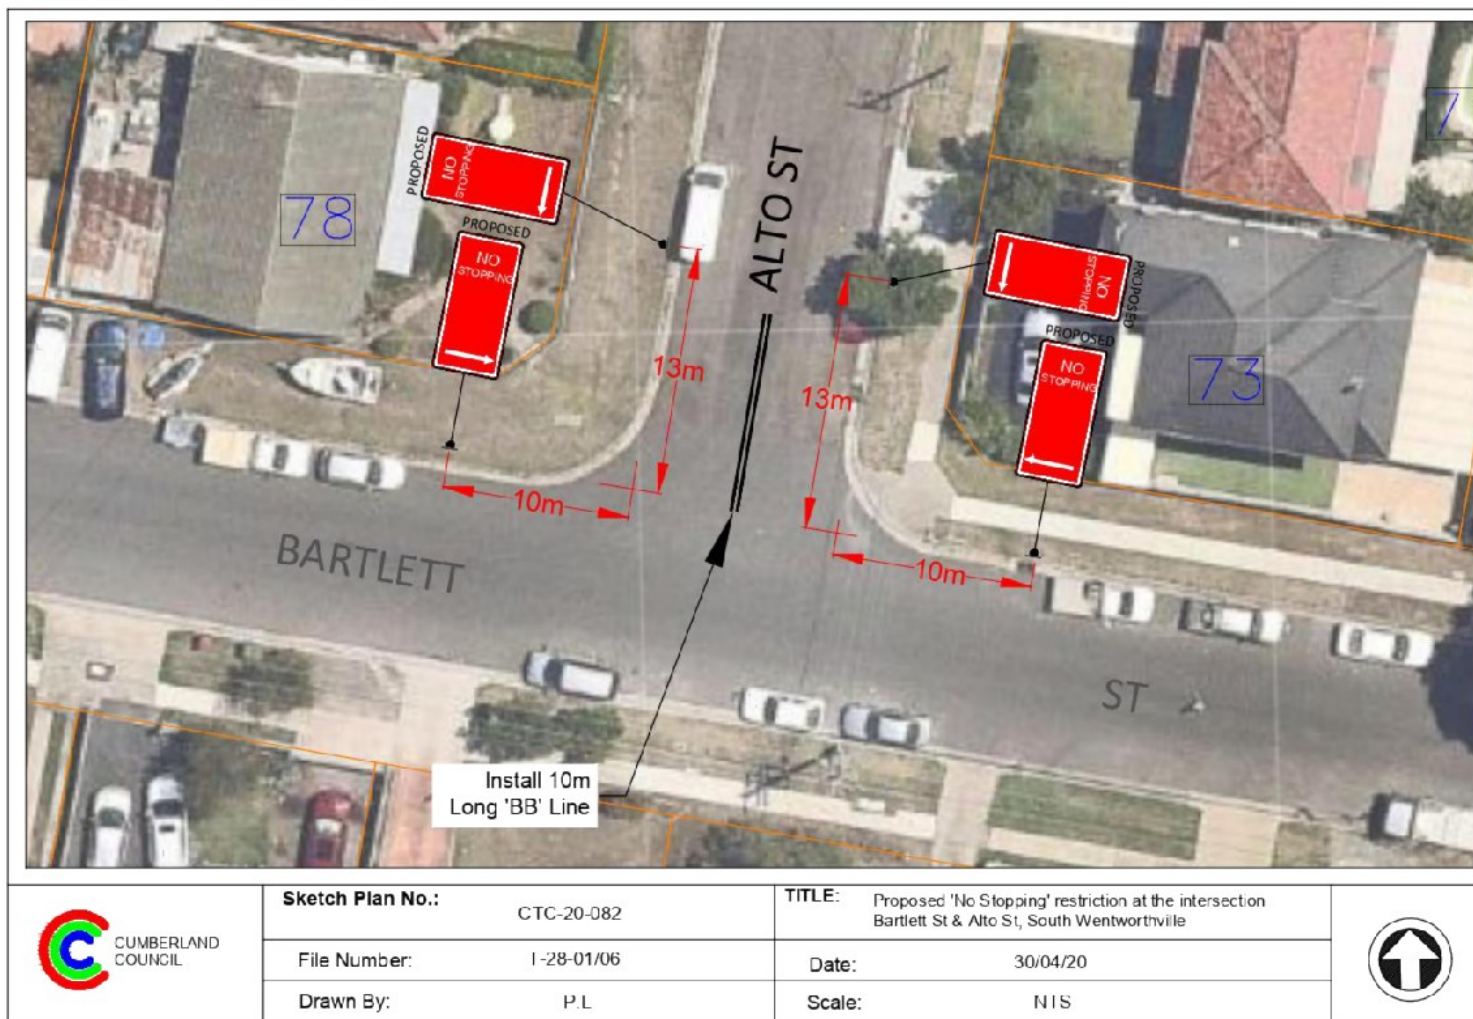 7
PROPOSED
NO
STOPPING
78
PROPOSED
NO
STOPPING
ALTO ST
NO
STOPPING
PROPOSED
PROPOSED
NO
STOPPING
73
13m
13m
10m
10m
BARTLETT
ST
Install 10m
Long 'BB' Line
CUMBERLAND
COUNCIL
Sketch Plan No.:
CTC-20-082
TITLE:
Proposed 'No Stopping' restriction at the intersection
Bartlett St & Alto St, South Wentworthville
File Number:
T-28-01/06
Date:
30/04/20
Drawn By:
P.L
Scale:
NTS